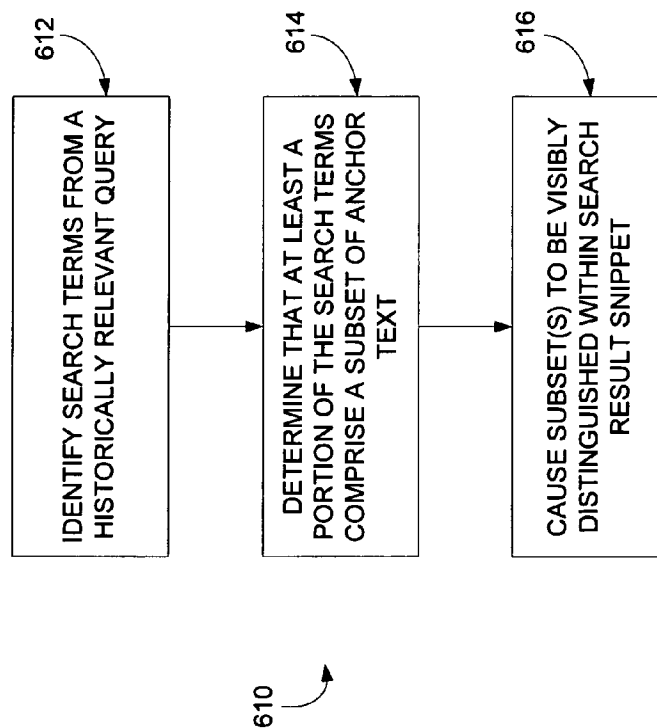 612
IDENTIFY SEARCH TERMS FROM A
HISTORICALLY RELEVANT QUERY
614
DETERMINE THAT AT LEAST A
PORTION OF THE SEARCH TERMS
COMPRISE A SUBSET OF ANCHOR
TEXT
616
CAUSE SUBSET(S) TO BE VISIBLY
DISTINGUISHED WITHIN SEARCH
RESULT SNIPPET
610